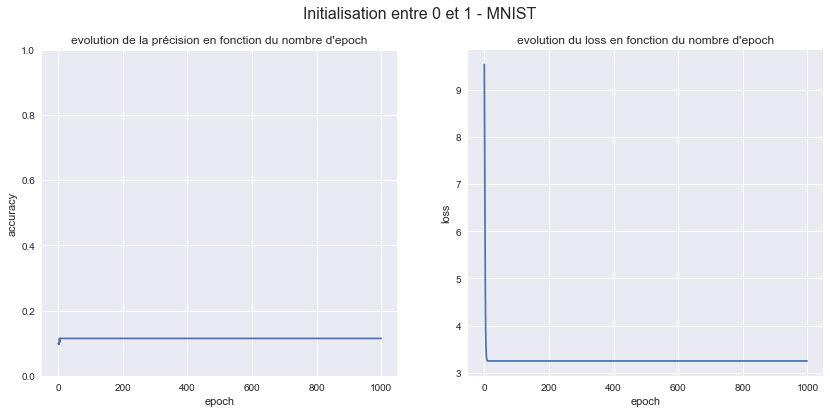 Initialisation entre 0 et 1 - MNIST
evolution de la précision en fonction du nombre d'epoch
1.0
0.8
0.6
0.4
0.2
0.0
accuracy
0 200 400 600 800 1000
epoch
evolution du loss en fonction du nombre d'epoch
9
8
7
6
5
4
3
loss
0 200 400 600 800 1000
epoch